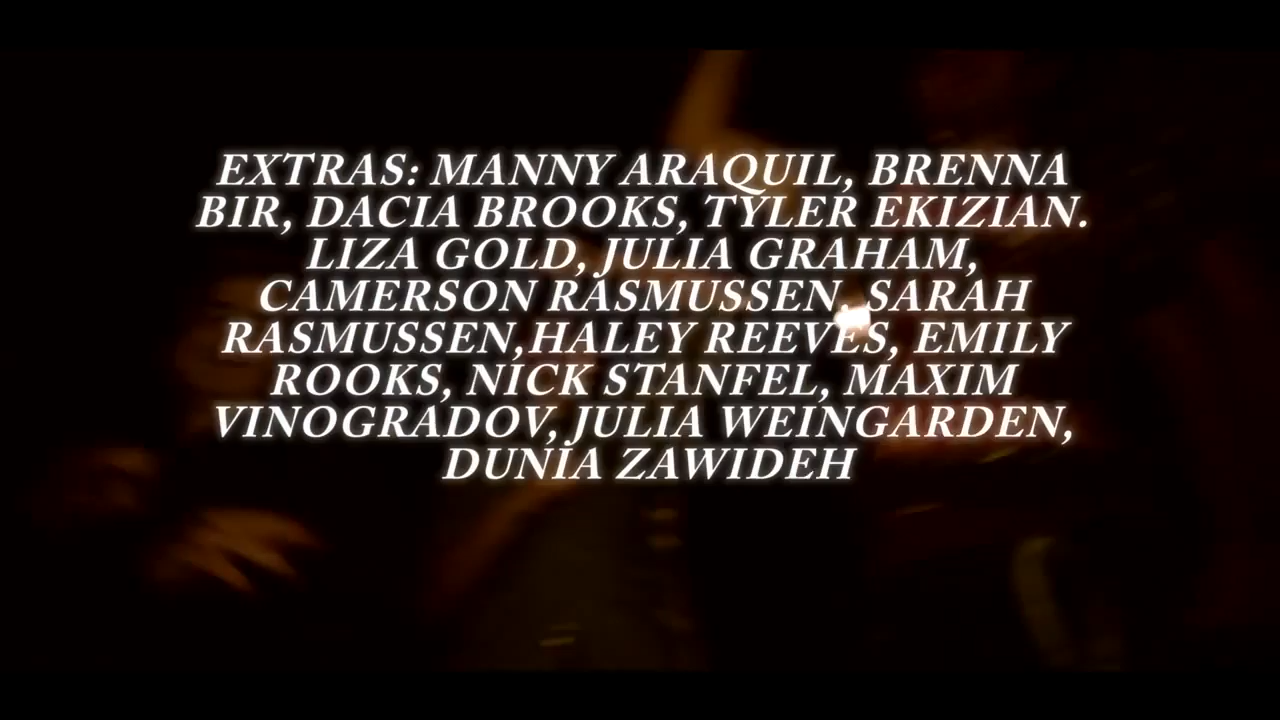 EXTRAS: MANNY ARAQUIL, BRENNA
BIR, DACIA BROOKS, TYLER EKIZIAN.
LIZA GOLD, JULIA GRAHAM,
CAMERSON RASMUSSEN, SARAH
RASMUSSEN,HALEY REEVES, EMILY
ROOKS, NICK STANFEL, MAXIM
VINOGRADOV, JULIA WEINGARDEN,
DUNIA ZAWIDEH